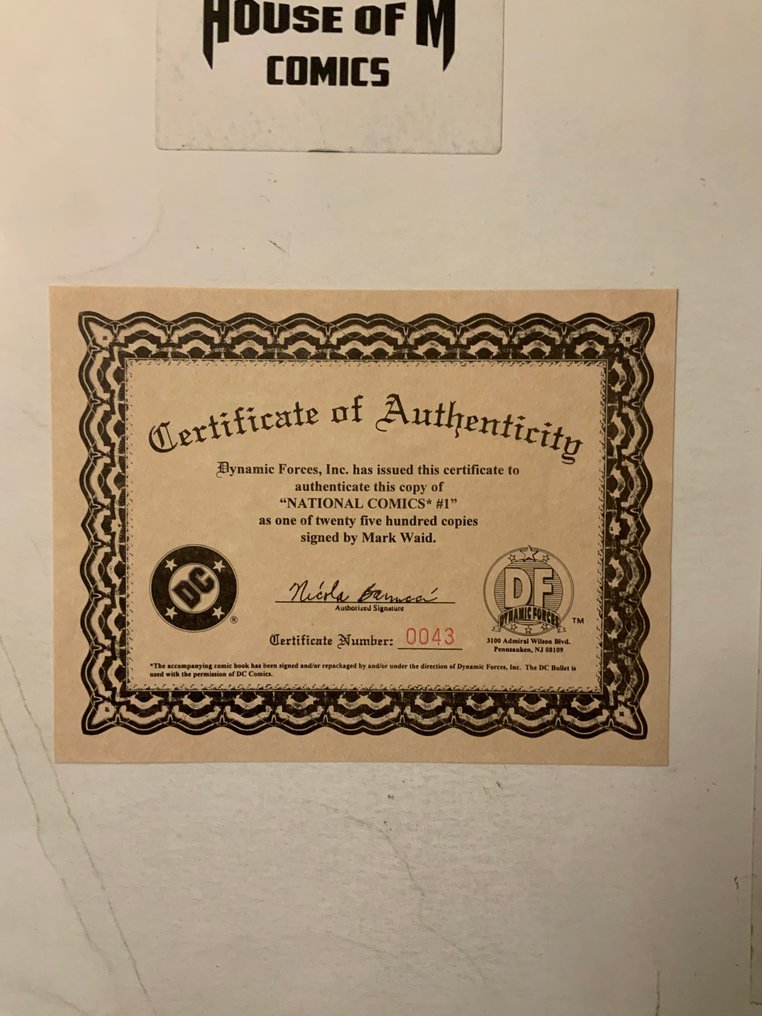 HOUSE OF M
COMICS
Certificate of Authenticity
Dynamic Forces, Inc. has issued this certificate to
authenticate this copy of
“NATIONAL COMICS* #1”
as one of twenty five hundred copies
signed by Mark Waid.
DC
®
Nicola Barrucci
Authorized Signature
Certificate Number: 0043
DF
DYNAMIC FORCES
TM
3100 Admiral Wilson Blvd.
Pennsauken, NJ 08109
*The accompanying comic book has been signed and/or repackaged by and/or under the direction of Dynamic Forces, Inc. The DC Bullet is
used with the permission of DC Comics.